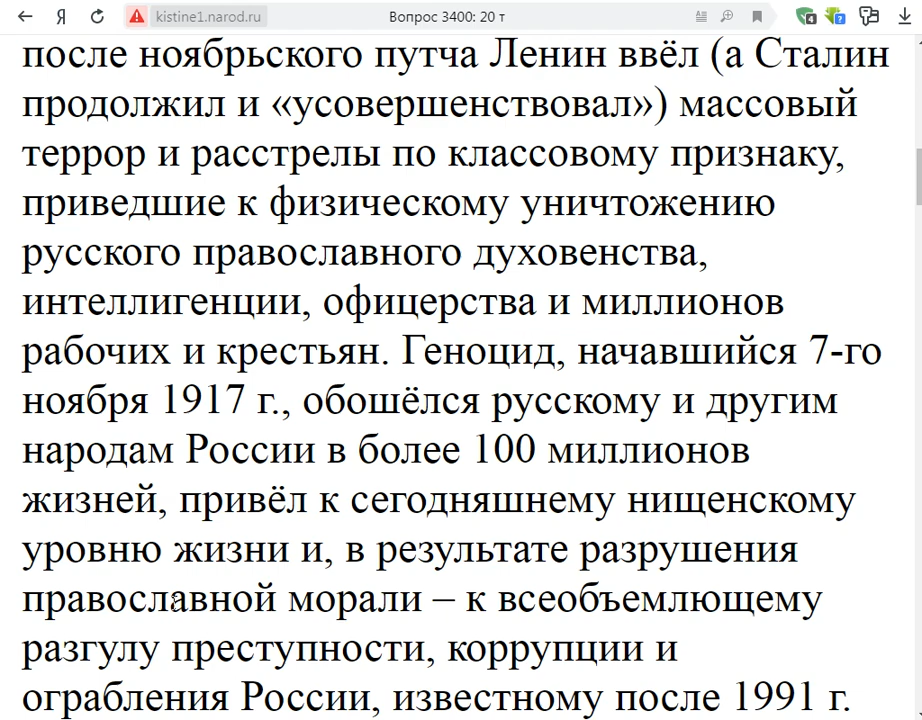 kistine1.narod.ru
Вопрос 3400: 20 т
после ноябрьского путча Ленин ввёл (а Сталин
продолжил и «усовершенствовал») массовый
террор и расстрелы по классовому признаку,
приведшие к физическому уничтожению
русского православного духовенства,
интеллигенции, офицерства и миллионов
рабочих и крестьян. Геноцид, начавшийся 7-го
ноября 1917 г., обошёлся русскому и другим
народам России в более 100 миллионов
жизней, привёл к сегодняшнему нищенскому
уровню жизни и, в результате разрушения
православной морали – к всеобъемлющему
разгулу преступности, коррупции и
ограбления России, известному после 1991 г.